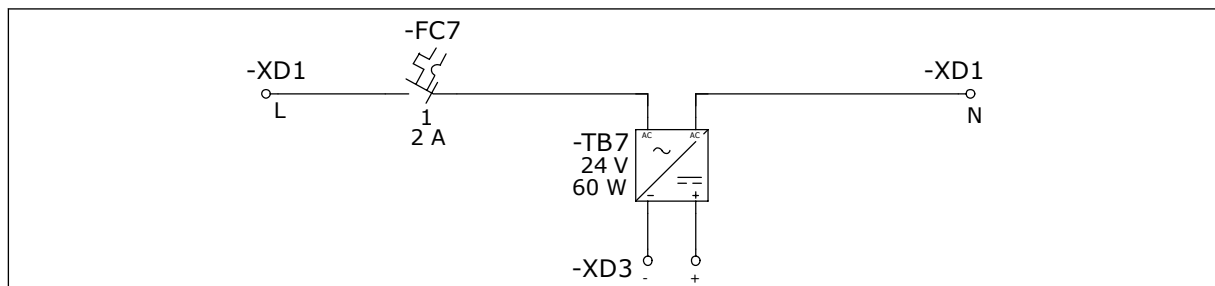 -FC7
-XD1
L
1
2 A
-XD1
N
-TB7
24 V
60 W
AC
AC
-
+
-XD3
-
+